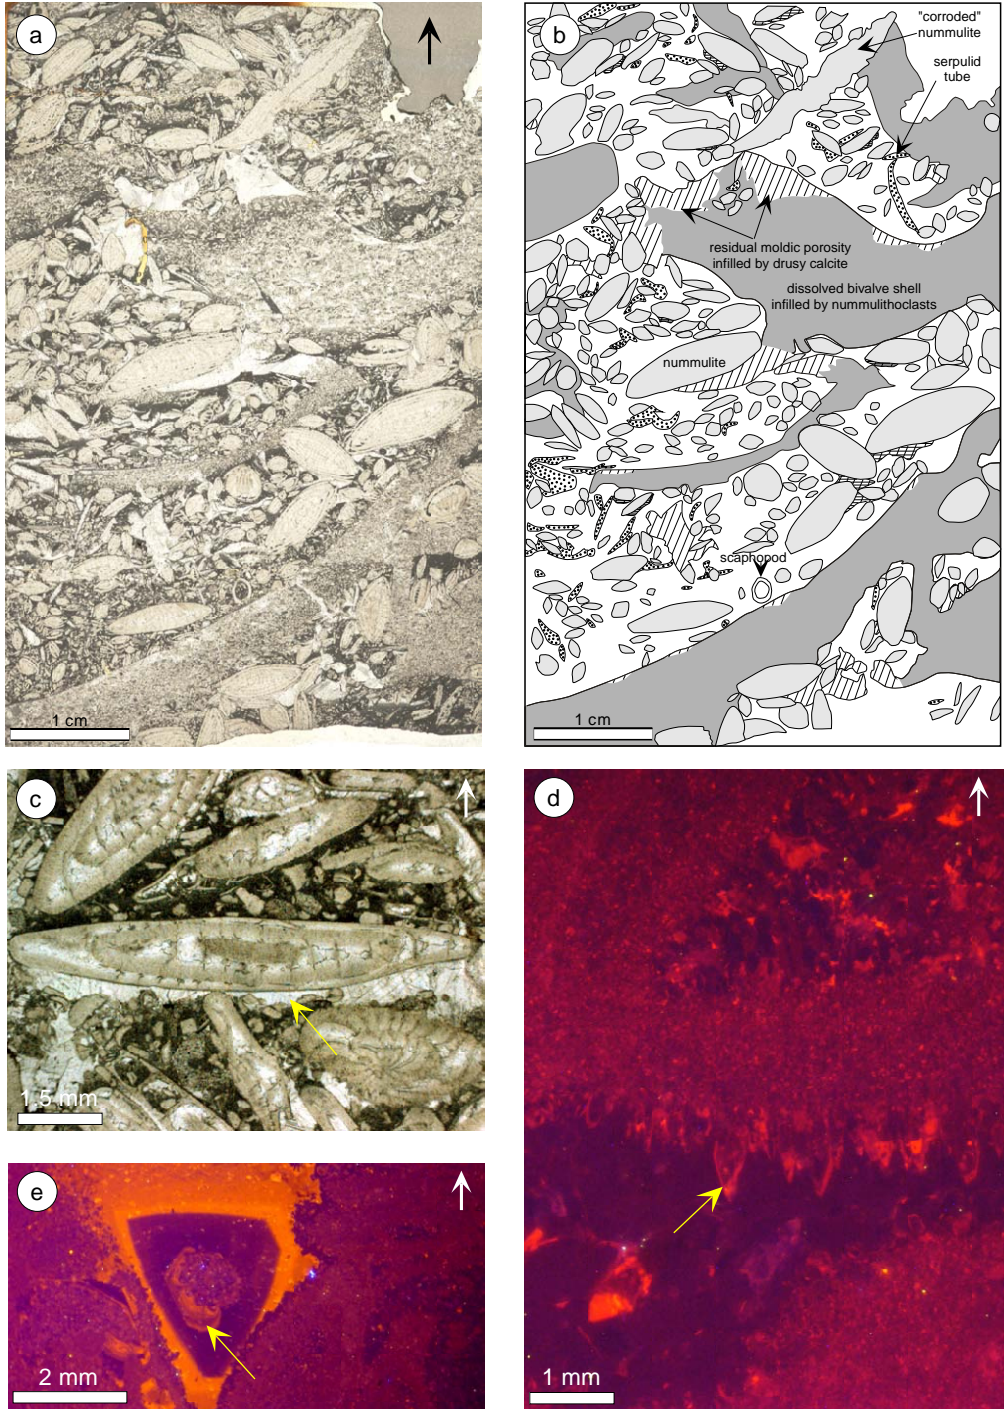 a
1 cm
b
"corroded"
nummulite
serpulid
tube
residual moldic porosity
infilled by drusy calcite
dissolved bivalve shell
infilled by nummulithoclasts
nummulite
scaphopod
1 cm
c
1.5 mm
d
1 mm
e
2 mm